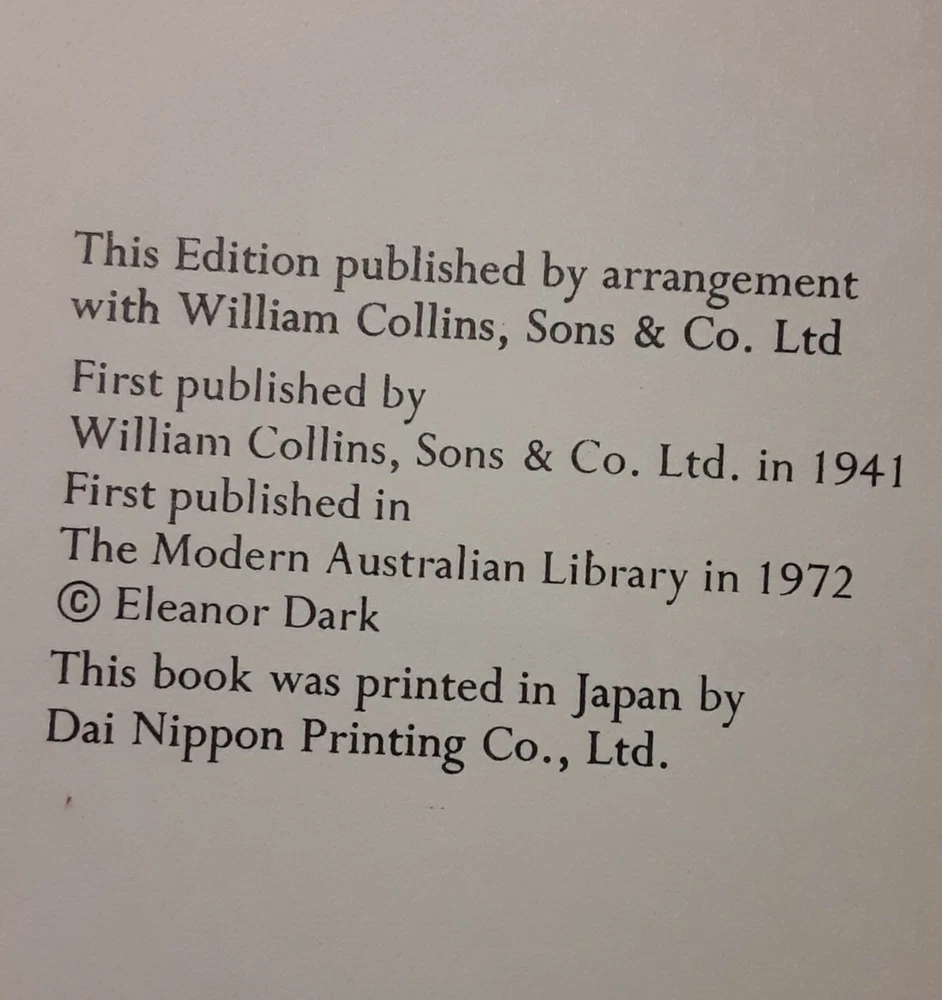 This Edition published by arrangement
with William Collins, Sons & Co. Ltd
First published by
William Collins, Sons & Co. Ltd. in 1941
First published in
The Modern Australian Library in 1972
© Eleanor Dark
This book was printed in Japan by
Dai Nippon Printing Co., Ltd.